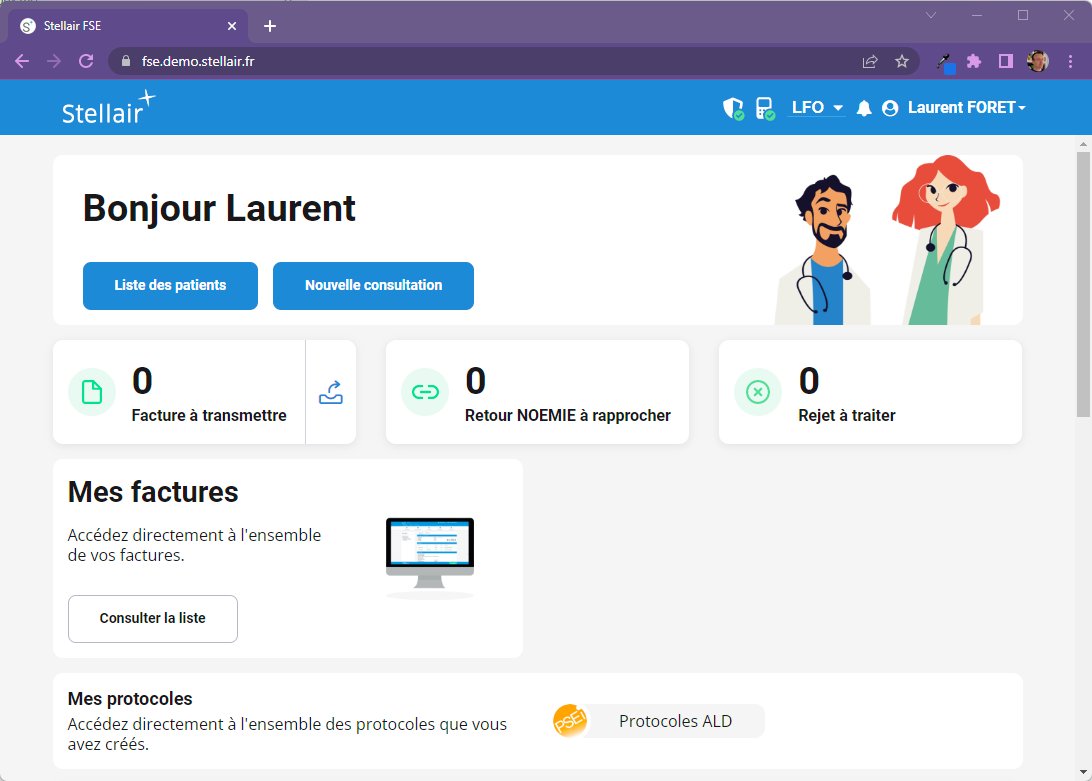 Stellair FSE
fse.demo.stellair.fr
Stellair
LFO
Laurent FORET
Bonjour Laurent
Liste des patients
Nouvelle consultation
0
Facture à transmettre
0
Retour NOEMIE à rapprocher
0
Rejet à traiter
Mes factures
Accédez directement à l'ensemble
de vos factures.
Consulter la liste
Mes protocoles
Accédez directement à l'ensemble des protocoles que vous
avez créés.
PSE!
Protocoles ALD